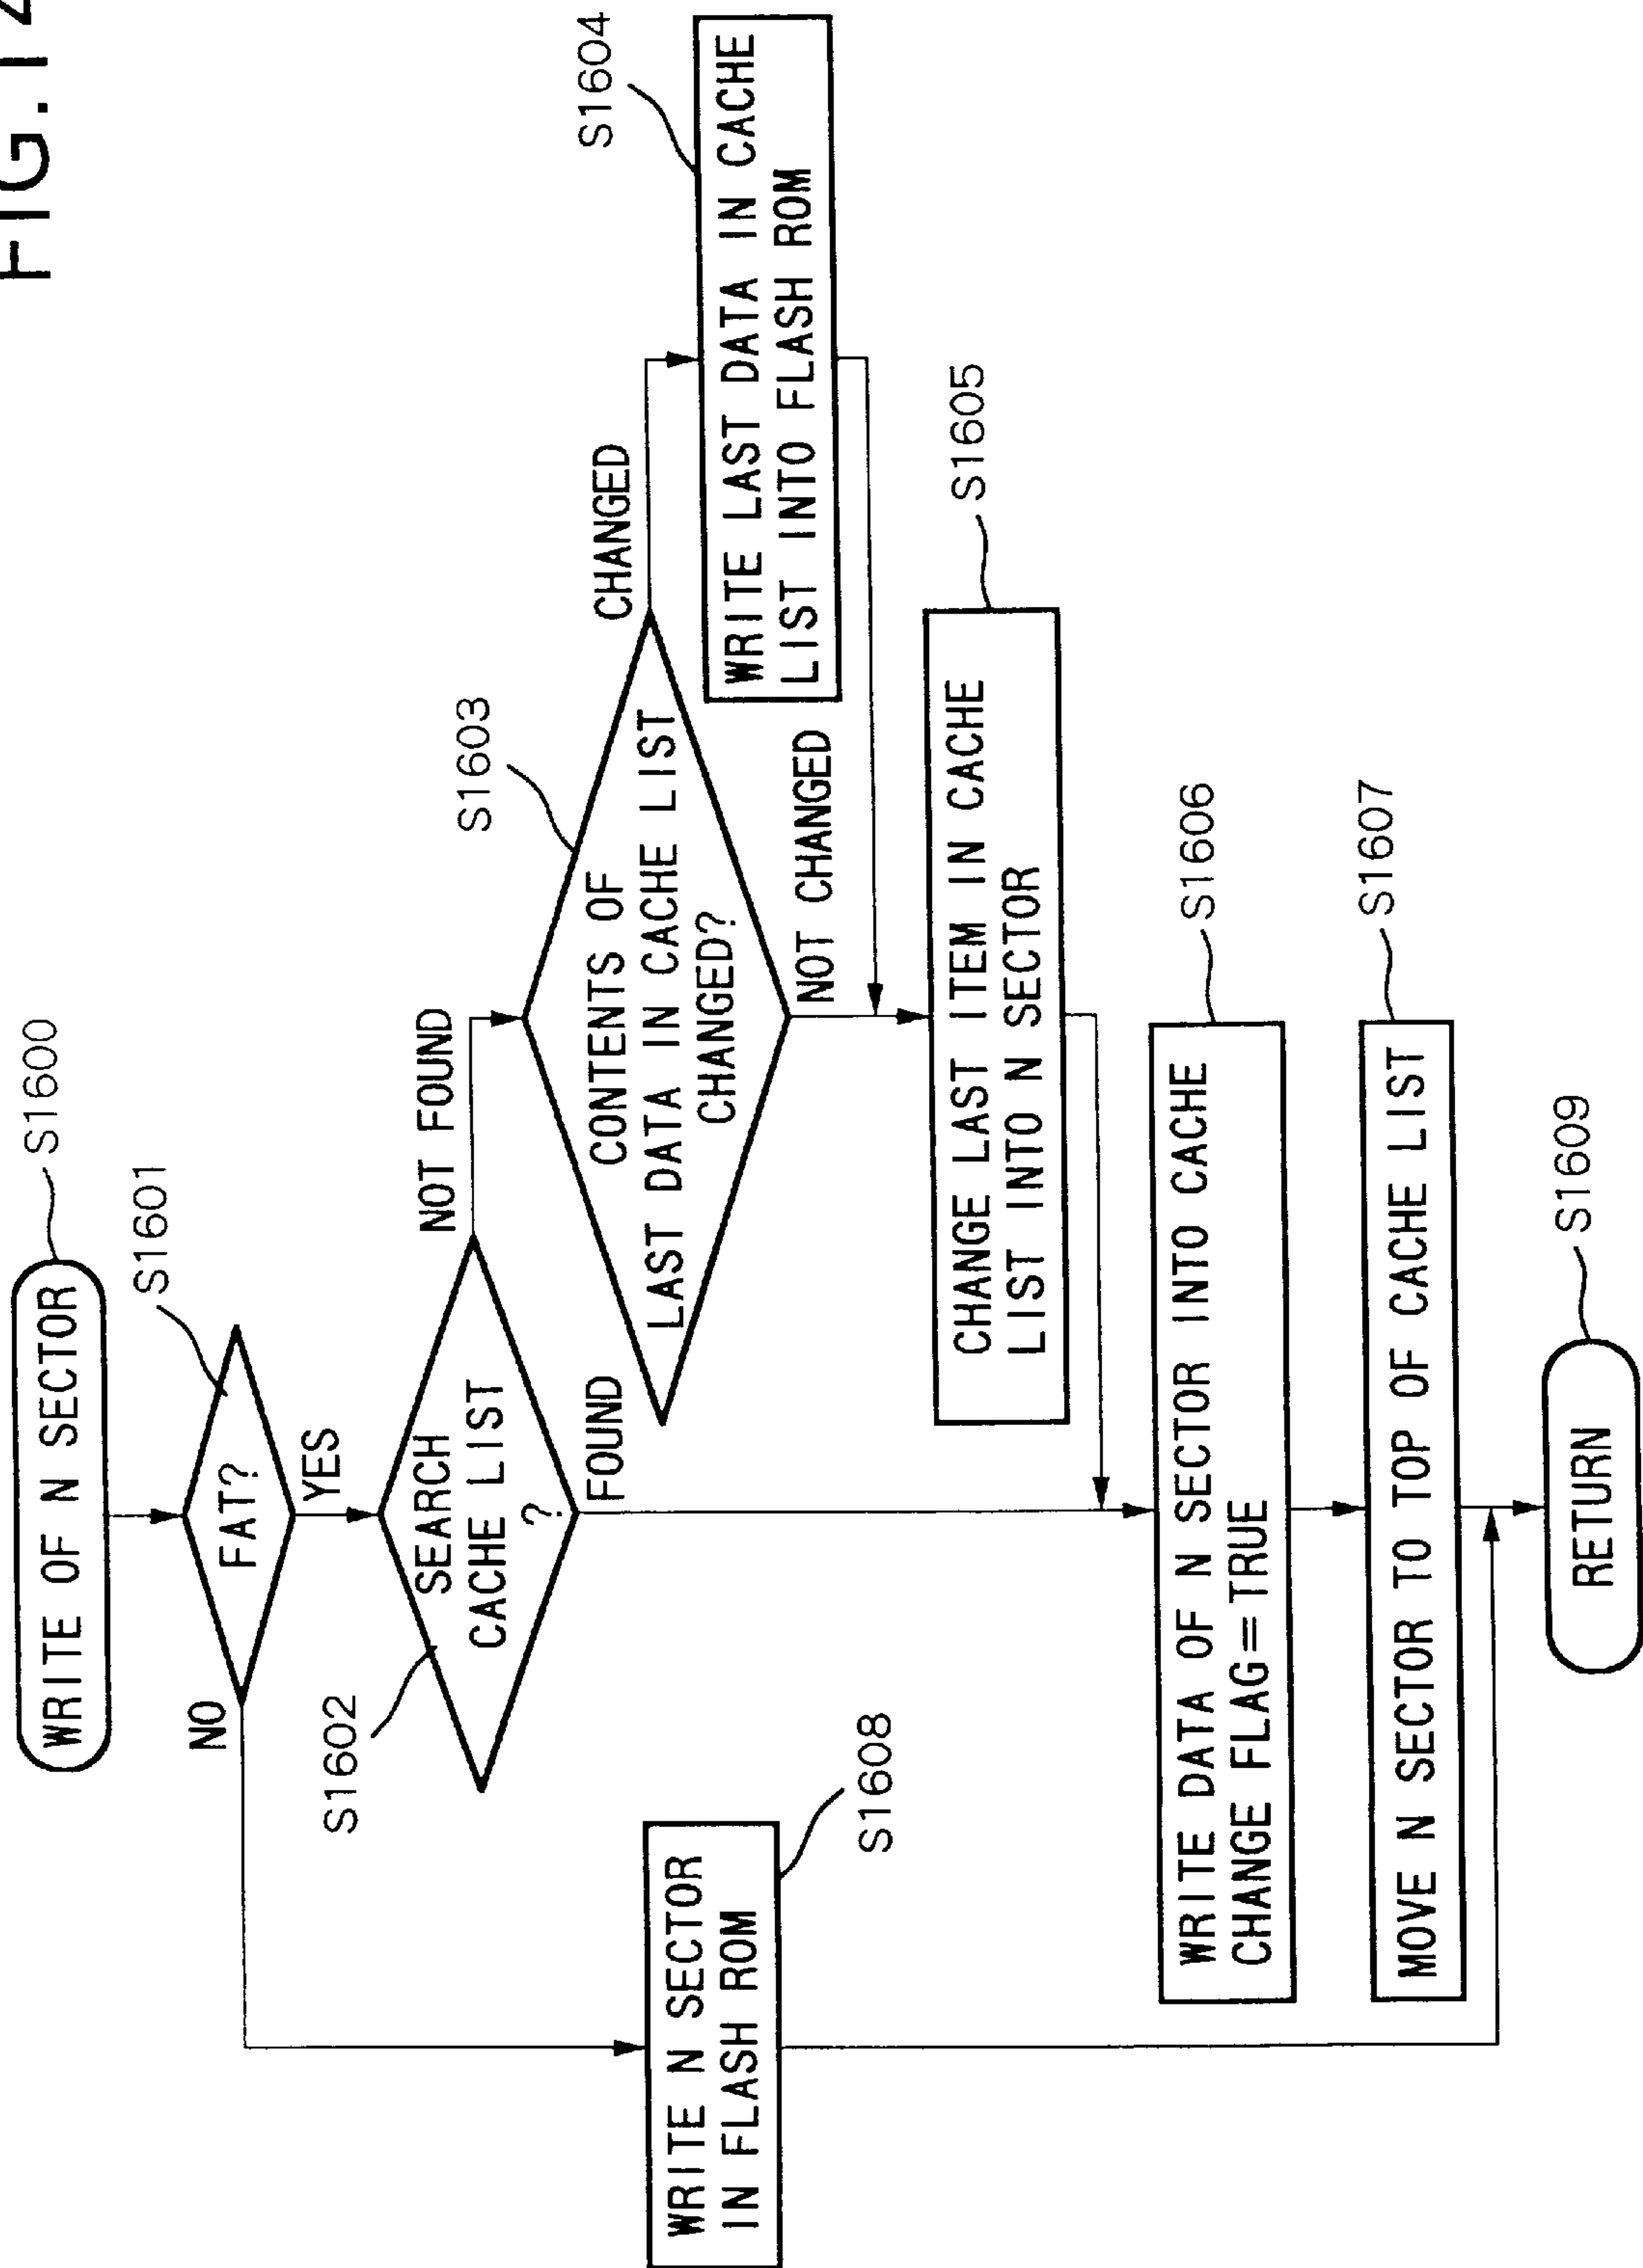 FIG.14
WRITE OF N SECTOR
S1600
FAT?
S1601
NO
YES
SEARCH
CACHE LIST
?
S1602
NOT FOUND
FOUND
CONTENTS OF
LAST DATA IN CACHE LIST
CHANGED?
S1603
CHANGED
NOT CHANGED
WRITE LAST DATA IN CACHE
LIST INTO FLASH ROM
S1604
WRITE N SECTOR
IN FLASH ROM
S1608
CHANGE LAST ITEM IN CACHE
LIST INTO N SECTOR
S1605
WRITE DATA OF N SECTOR INTO CACHE
CHANGE FLAG=TRUE
S1606
MOVE N SECTOR TO TOP OF CACHE LIST
S1607
RETURN
S1609